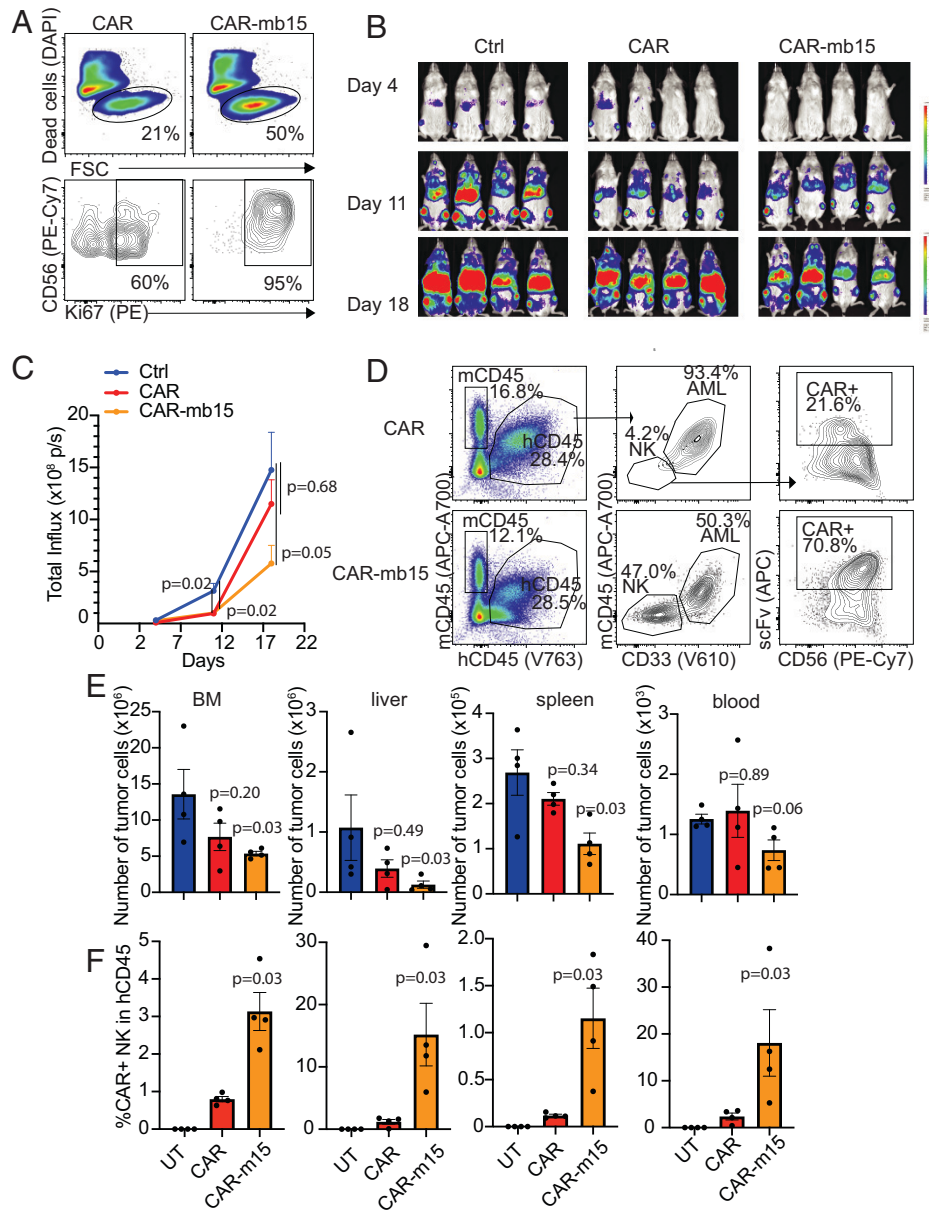 A
CAR
CAR-mb15
Dead cells (DAPI)
21%
50%
FSC
CD56 (PE-Cy7)
60%
95%
Ki67 (PE)
B
Ctrl
CAR
CAR-mb15
Day 4
Day 11
Day 18
C
Ctrl
CAR
CAR-mb15
Total Influx (x10⁸ p/s)
20
15
10
5
0
p=0.68
p=0.05
p=0.02
p=0.02
2
7
12
17
22
Days
D
CAR
mCD45
16.8%
hCD45
28.4%
93.4%
AML
4.2%
NK
CAR+
21.6%
CAR-mb15
mCD45
12.1%
hCD45
28.5%
50.3%
AML
47.0%
NK
CAR+
70.8%
mCD45 (APC-A700)
mCD45 (APC-A700)
scFv (APC)
hCD45 (V763)
CD33 (V610)
CD56 (PE-Cy7)
E
BM
liver
spleen
blood
Number of tumor cells (x10⁶)
25
20
15
10
5
0
p=0.20
p=0.03
Number of tumor cells (x10⁶)
3
2
1
0
p=0.49
p=0.03
Number of tumor cells (x10⁵)
4
3
2
1
0
p=0.34
p=0.03
Number of tumor cells (x10³)
3
2
1
0
p=0.89
p=0.06
F
%CAR+ NK in hCD45
5
4
3
2
1
0
p=0.03
30
20
10
0
p=0.03
2.0
1.5
1.0
0.5
0.0
p=0.03
40
30
20
10
0
p=0.03
UT
CAR
CAR-m15
UT
CAR
CAR-m15
UT
CAR
CAR-m15
UT
CAR
CAR-m15